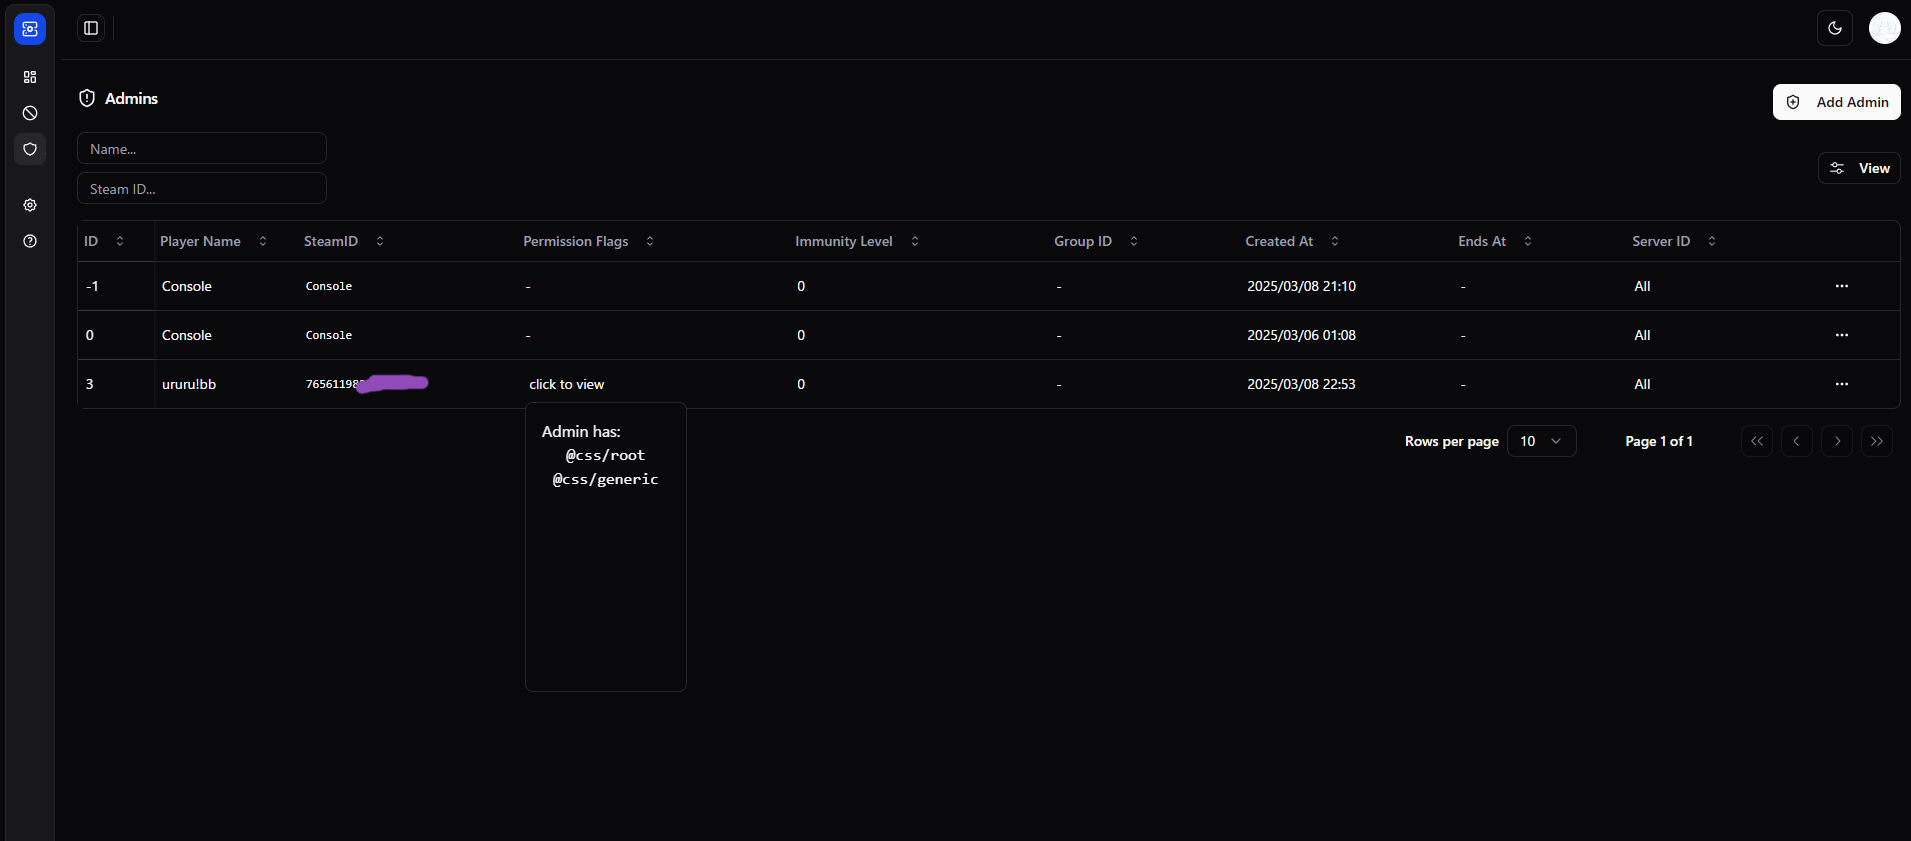 Admins
Add Admin
Name...
Steam ID...
View
ID Player Name SteamID Permission Flags Immunity Level Group ID Created At Ends At Server ID
-1 Console Console - 0 - 2025/03/08 21:10 - All
0 Console Console - 0 - 2025/03/06 01:08 - All
3 ururu!bb 76561198 click to view 0 - 2025/03/08 22:53 - All
Admin has:
@css/root
@css/generic
Rows per page 10 Page 1 of 1